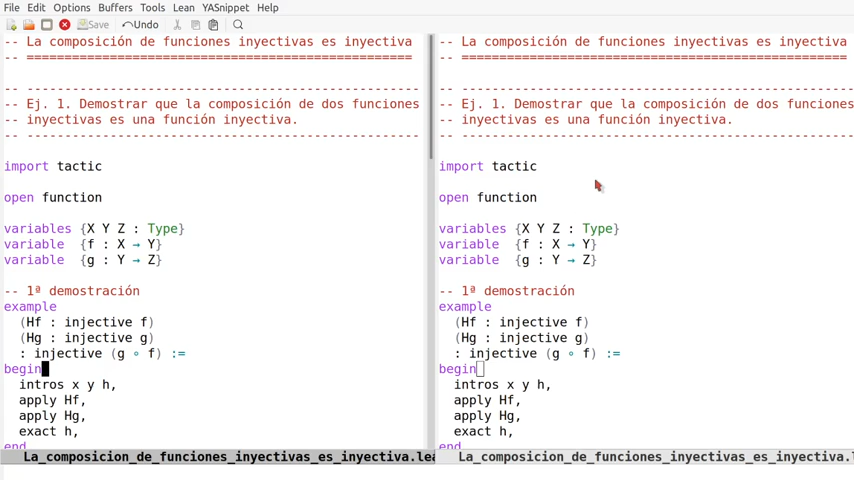 File Edit Options Buffers Tools Lean YASnippet Help
Save Undo
-- La composición de funciones inyectivas es inyectiva
-- ===================================================
-- ---------------------------------------------------
-- Ej. 1. Demostrar que la composición de dos funciones
-- inyectivas es una función inyectiva.
-- ---------------------------------------------------
import tactic
open function
variables {X Y Z : Type}
variable {f : X → Y}
variable {g : Y → Z}
-- 1ª demostración
example
(Hf : injective f)
(Hg : injective g)
: injective (g ∘ f) :=
begin
intros x y h,
apply Hf,
apply Hg,
exact h,
end
La_composicion_de_funciones_inyectivas_es_inyectiva.lea
-- La composición de funciones inyectivas es inyectiva
-- ===================================================
-- ---------------------------------------------------
-- Ej. 1. Demostrar que la composición de dos funciones
-- inyectivas es una función inyectiva.
-- ---------------------------------------------------
import tactic
open function
variables {X Y Z : Type}
variable {f : X → Y}
variable {g : Y → Z}
-- 1ª demostración
example
(Hf : injective f)
(Hg : injective g)
: injective (g ∘ f) :=
begin
intros x y h,
apply Hf,
apply Hg,
exact h,
end
La_composicion_de_funciones_inyectivas_es_inyectiva.l